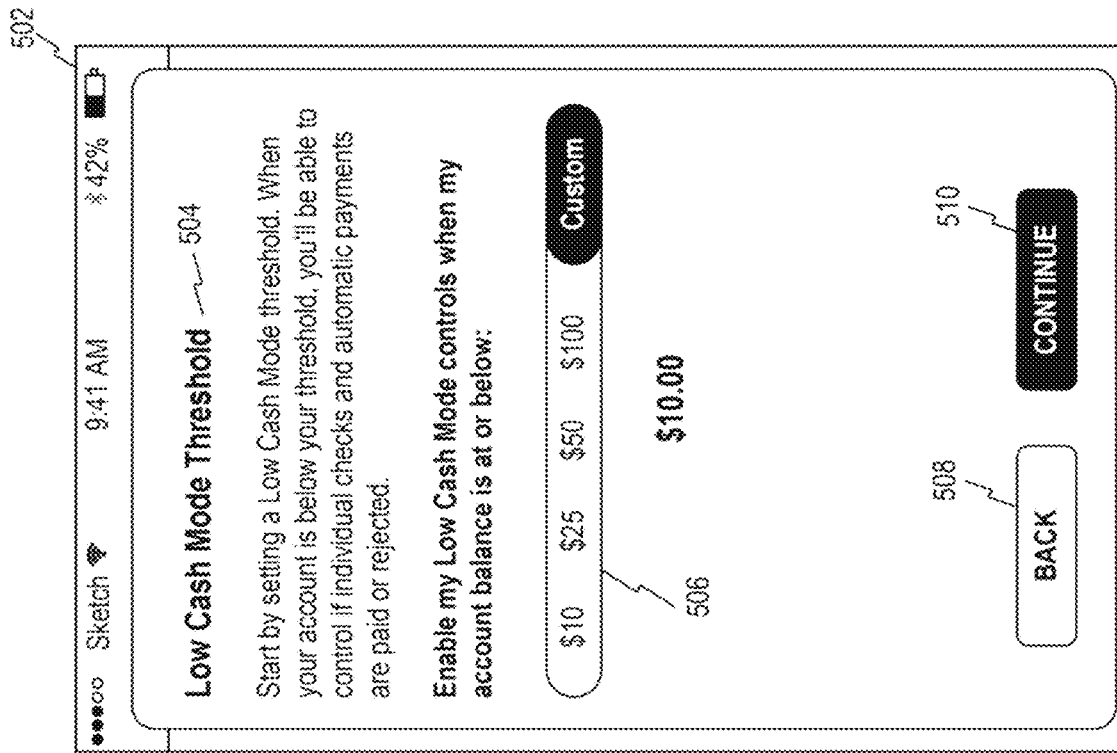 502
Sketch 9:41 AM 42%
Low Cash Mode Threshold 504
Start by setting a Low Cash Mode threshold. When
your account is below your threshold, you'll be able to
control if individual checks and automatic payments
are paid or rejected.
Enable my Low Cash Mode controls when my
account balance is at or below:
$10 $25 $50 $100 Custom
506
$10.00
508 510
BACK CONTINUE